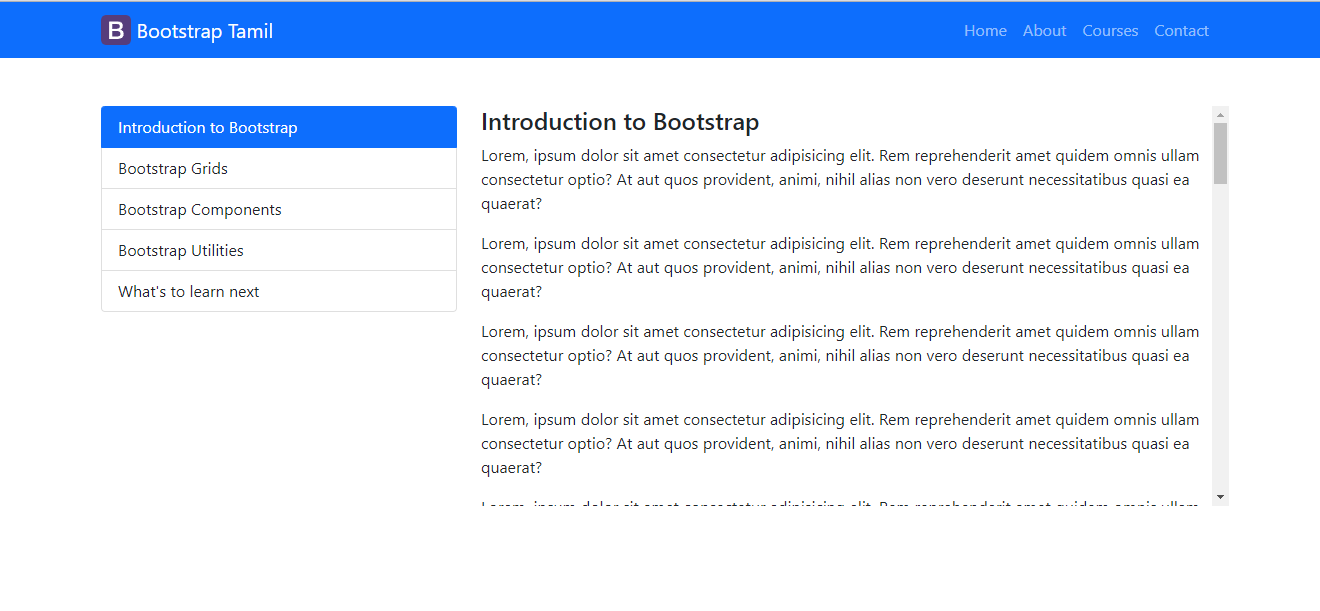 B Bootstrap Tamil
Home About Courses Contact
Introduction to Bootstrap
Bootstrap Grids
Bootstrap Components
Bootstrap Utilities
What's to learn next
Introduction to Bootstrap
Lorem, ipsum dolor sit amet consectetur adipisicing elit. Rem reprehenderit amet quidem omnis ullam
consectetur optio? At aut quos provident, animi, nihil alias non vero deserunt necessitatibus quasi ea
quaerat?
Lorem, ipsum dolor sit amet consectetur adipisicing elit. Rem reprehenderit amet quidem omnis ullam
consectetur optio? At aut quos provident, animi, nihil alias non vero deserunt necessitatibus quasi ea
quaerat?
Lorem, ipsum dolor sit amet consectetur adipisicing elit. Rem reprehenderit amet quidem omnis ullam
consectetur optio? At aut quos provident, animi, nihil alias non vero deserunt necessitatibus quasi ea
quaerat?
Lorem, ipsum dolor sit amet consectetur adipisicing elit. Rem reprehenderit amet quidem omnis ullam
consectetur optio? At aut quos provident, animi, nihil alias non vero deserunt necessitatibus quasi ea
quaerat?